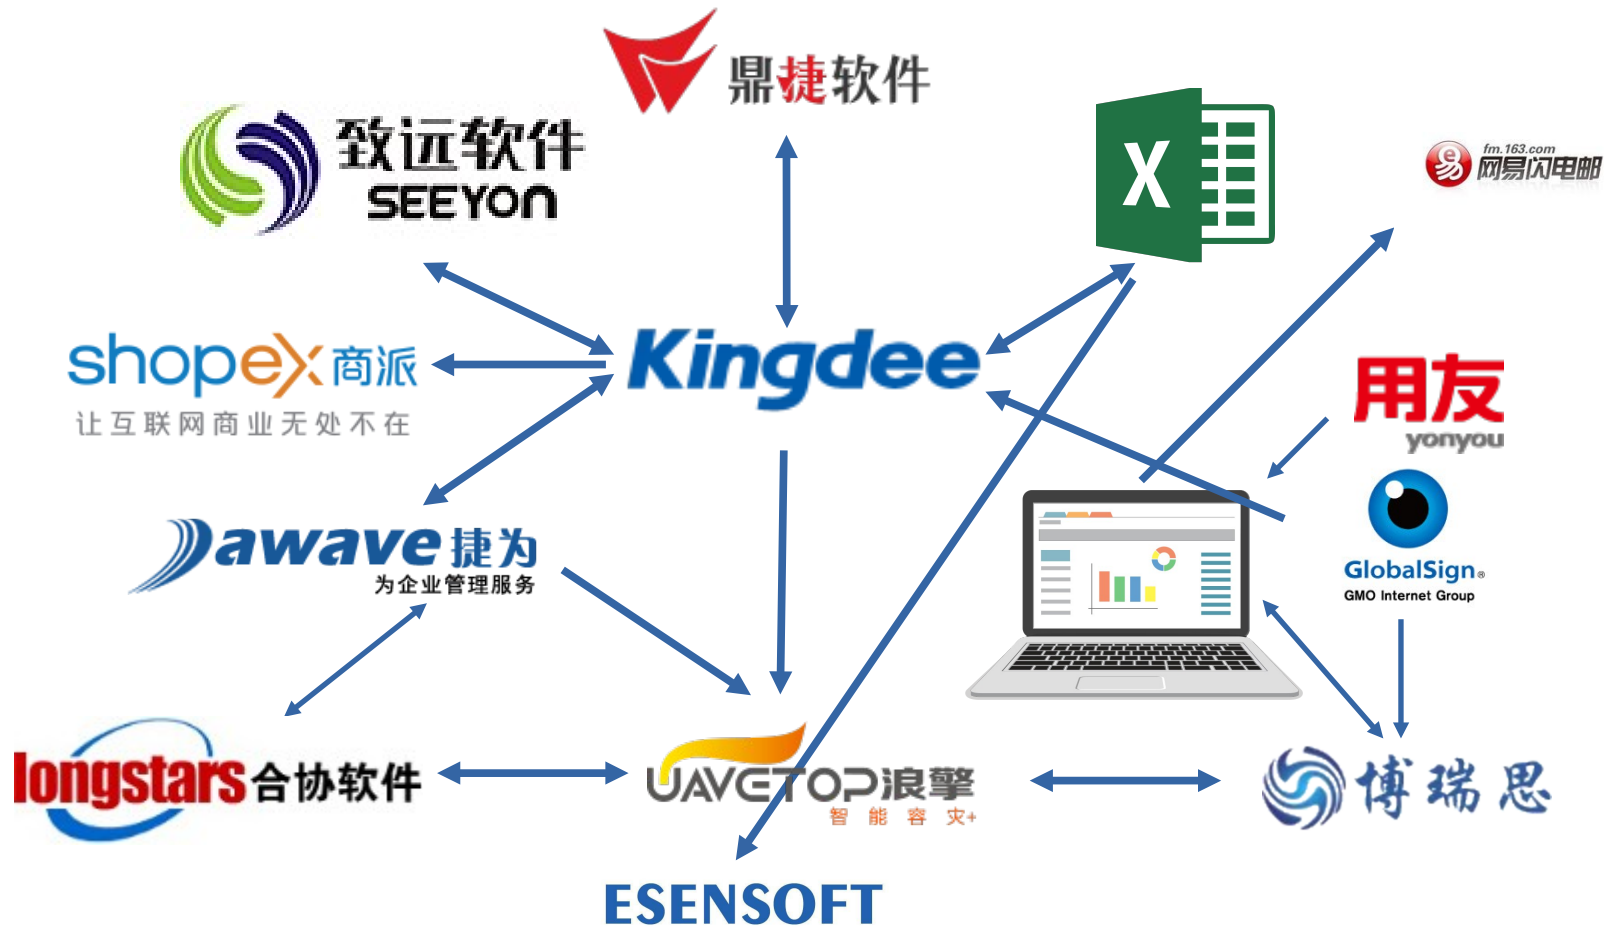 鼎捷软件
致远软件
SEEYON
X
fm.163.com
易 网易闪电邮
Kingdee
shopex商派
让互联网商业无处不在
用友
yonyou
GlobalSign®
GMO Internet Group
Dawave捷为
为企业管理服务
longstars合协软件
UAVETOP浪擎
智能容灾+
博瑞思
ESENSOFT